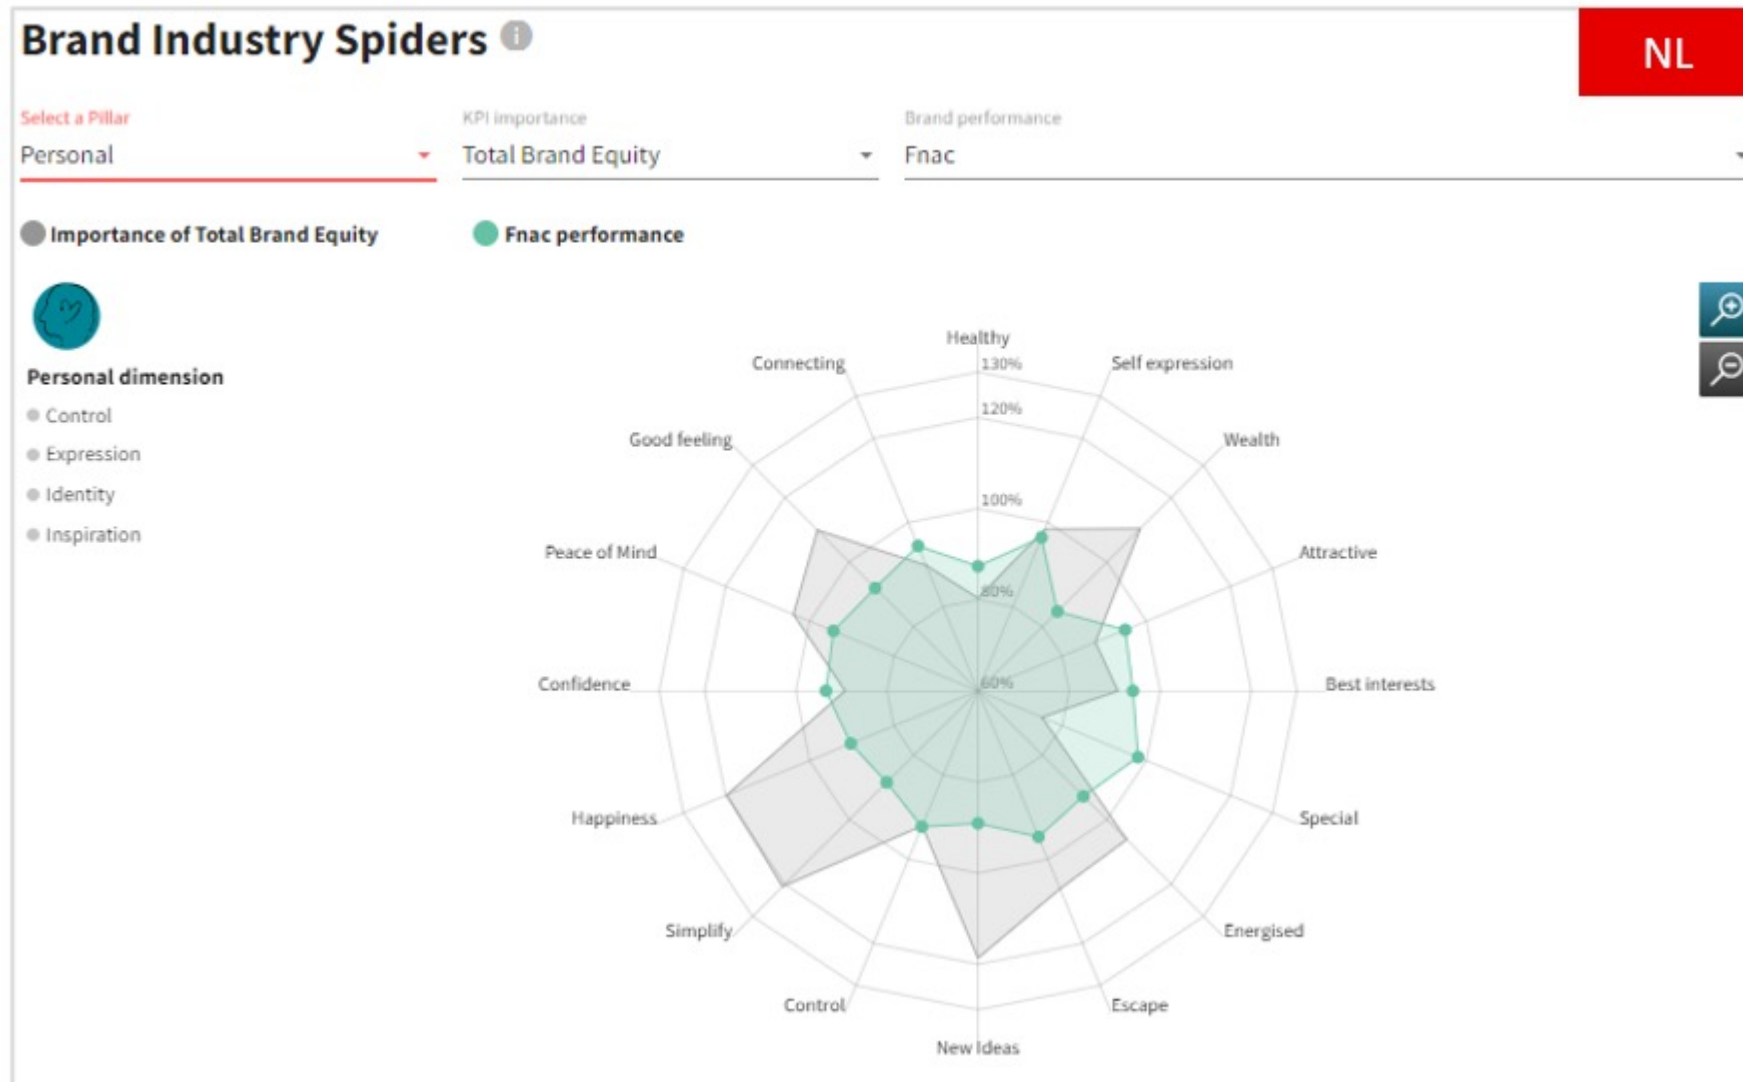 Brand Industry Spiders i
NL
Select a Pillar
KPI importance
Brand performance
Personal
Total Brand Equity
Fnac
Importance of Total Brand Equity
Fnac performance
Personal dimension
Control
Expression
Identity
Inspiration
Healthy
130%
120%
100%
80%
60%
Self expression
Wealth
Attractive
Best interests
Special
Energised
Escape
New Ideas
Control
Simplify
Happiness
Confidence
Peace of Mind
Good feeling
Connecting